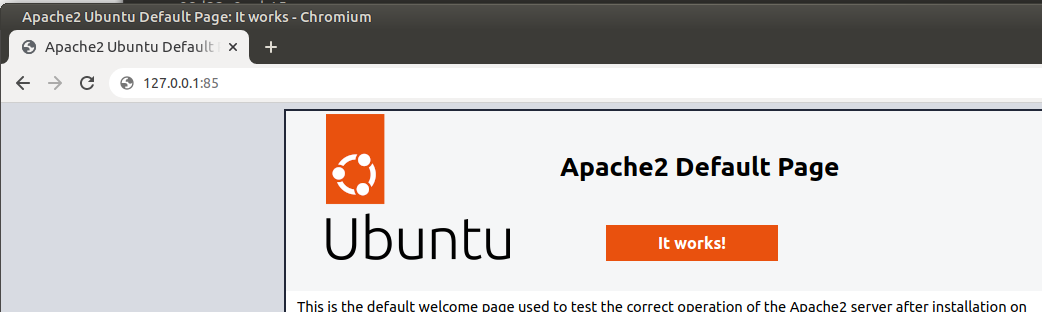 Apache2 Ubuntu Default Page: It works - Chromium
Apache2 Ubuntu Default
127.0.0.1:85
Apache2 Default Page
Ubuntu
It works!
This is the default welcome page used to test the correct operation of the Apache2 server after installation on